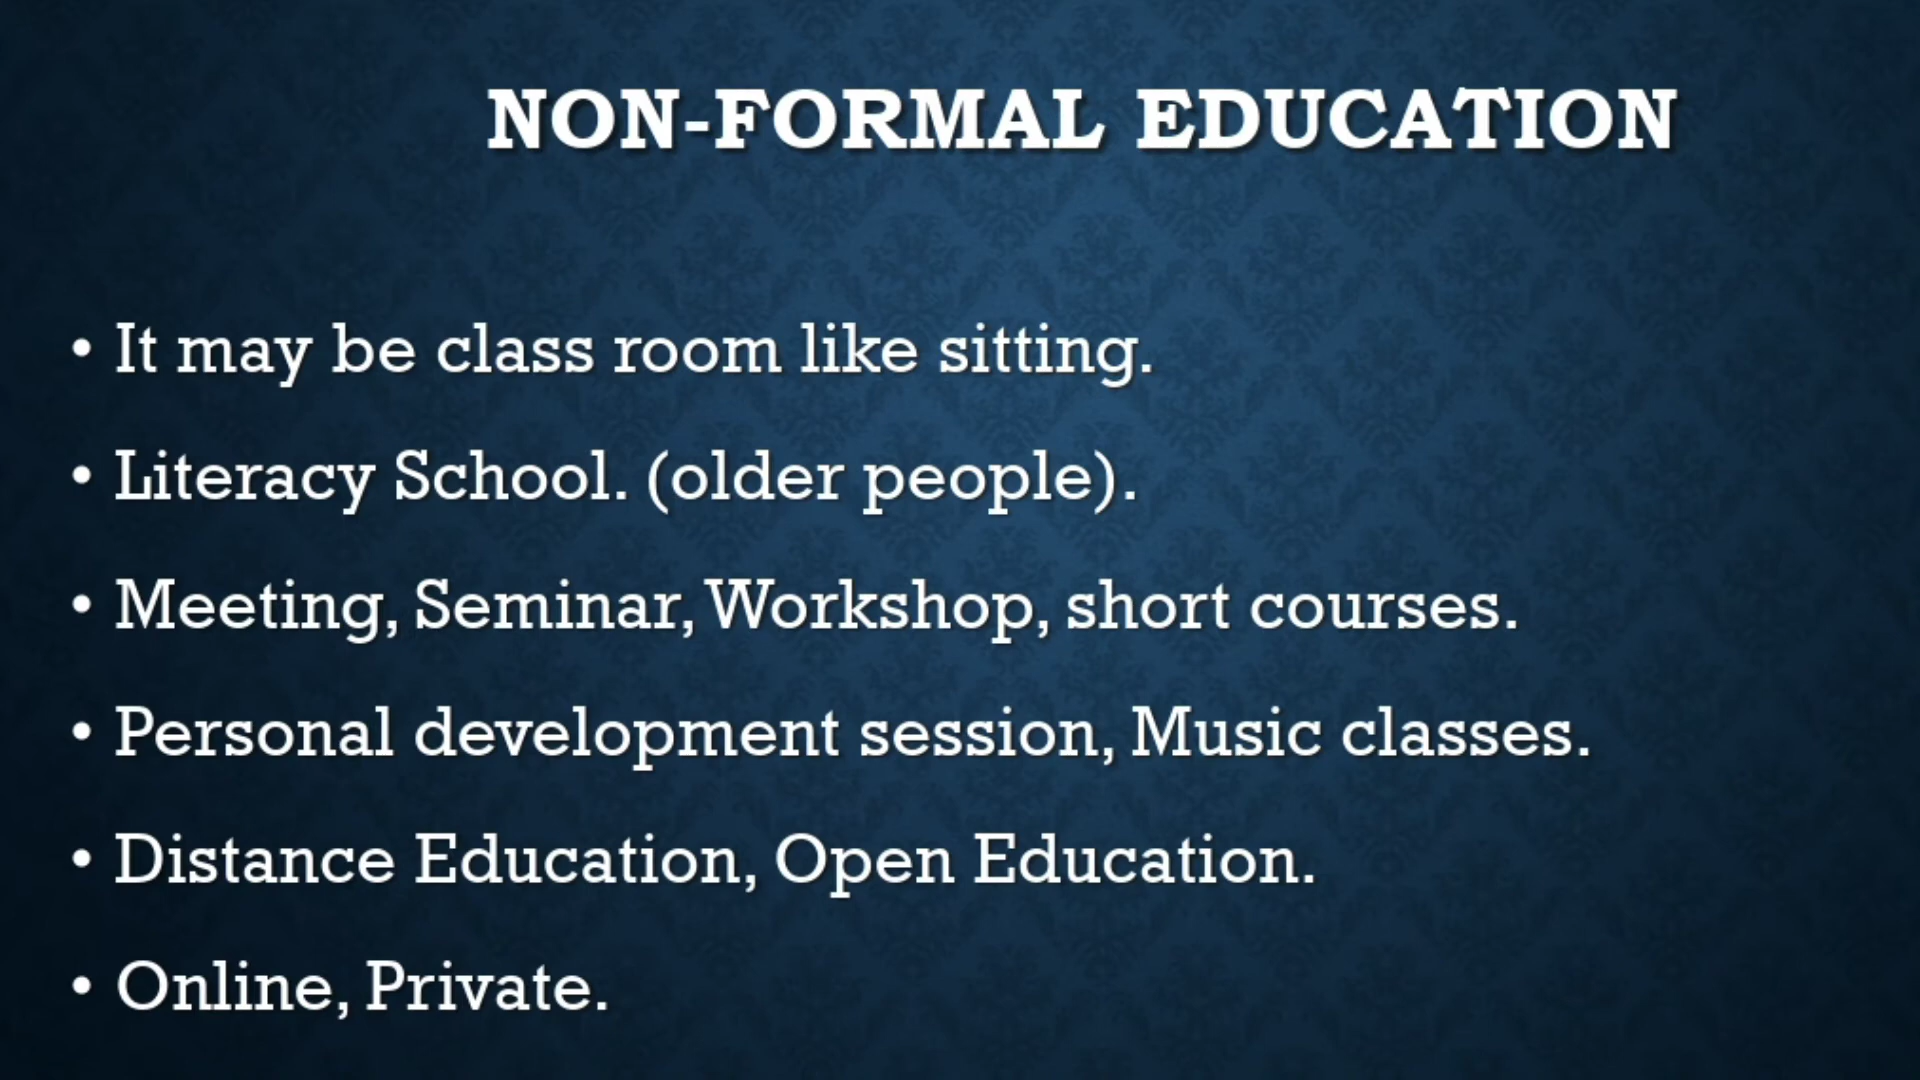 NON-FORMAL EDUCATION
• It may be class room like sitting.
• Literacy School. (older people).
• Meeting, Seminar, Workshop, short courses.
• Personal development session, Music classes.
• Distance Education, Open Education.
• Online, Private.